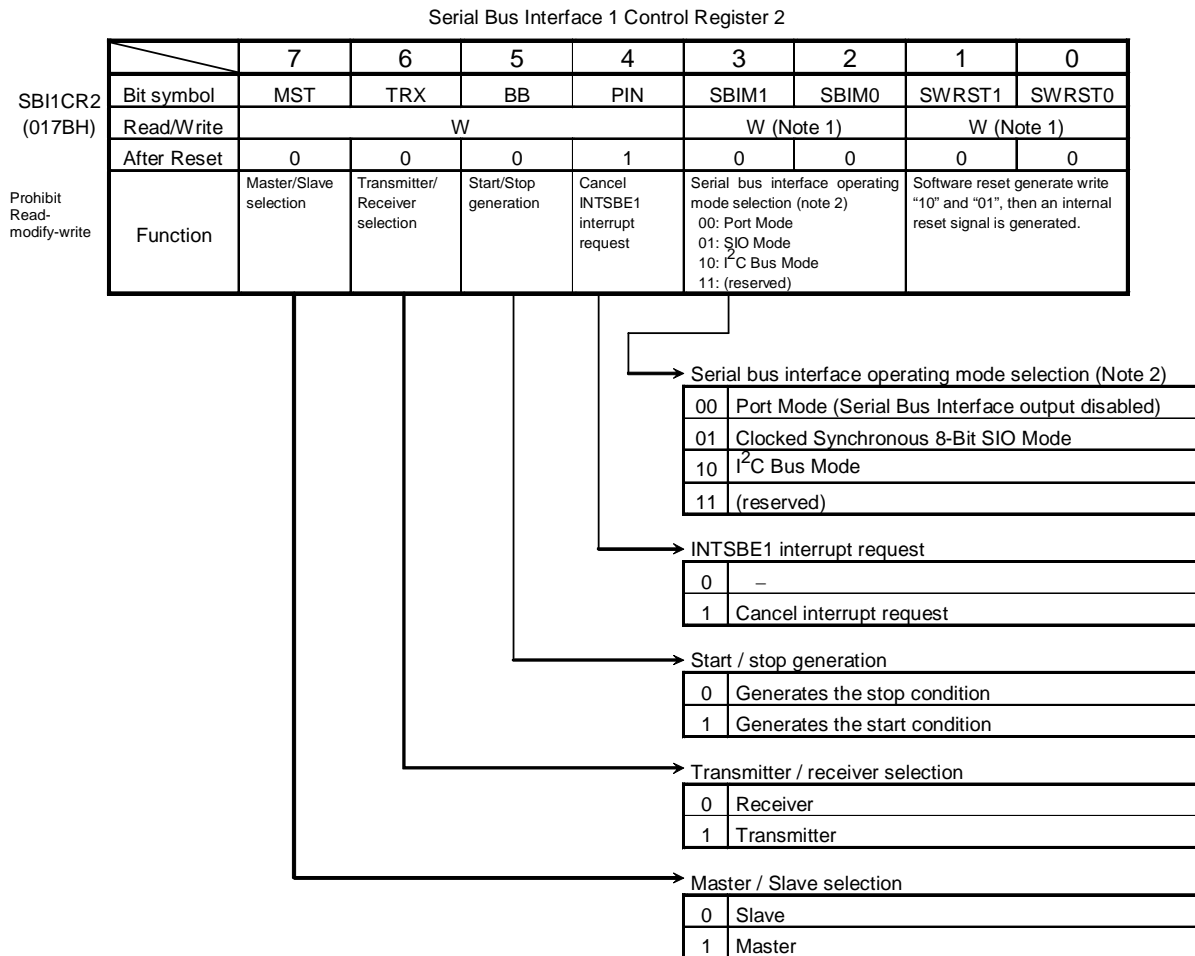 Serial Bus Interface 1 Control Register 2
7 6 5 4 3 2 1 0
SBI1CR2
(017BH)
Bit symbol MST TRX BB PIN SBIM1 SBIM0 SWRST1 SWRST0
Read/Write W W (Note 1) W (Note 1)
After Reset 0 0 0 1 0 0 0 0
Prohibit
Read-
modify-write
Function
Master/Slave
selection
Transmitter/
Receiver
selection
Start/Stop
generation
Cancel
INTSBE1
interrupt
request
Serial bus interface operating
mode selection (note 2)
00: Port Mode
01: SIO Mode
10: I2C Bus Mode
11: (reserved)
Software reset generate write
“10” and “01”, then an internal
reset signal is generated.
Serial bus interface operating mode selection (Note 2)
00 Port Mode (Serial Bus Interface output disabled)
01 Clocked Synchronous 8-Bit SIO Mode
10 I2C Bus Mode
11 (reserved)
INTSBE1 interrupt request
0 –
1 Cancel interrupt request
Start / stop generation
0 Generates the stop condition
1 Generates the start condition
Transmitter / receiver selection
0 Receiver
1 Transmitter
Master / Slave selection
0 Slave
1 Master